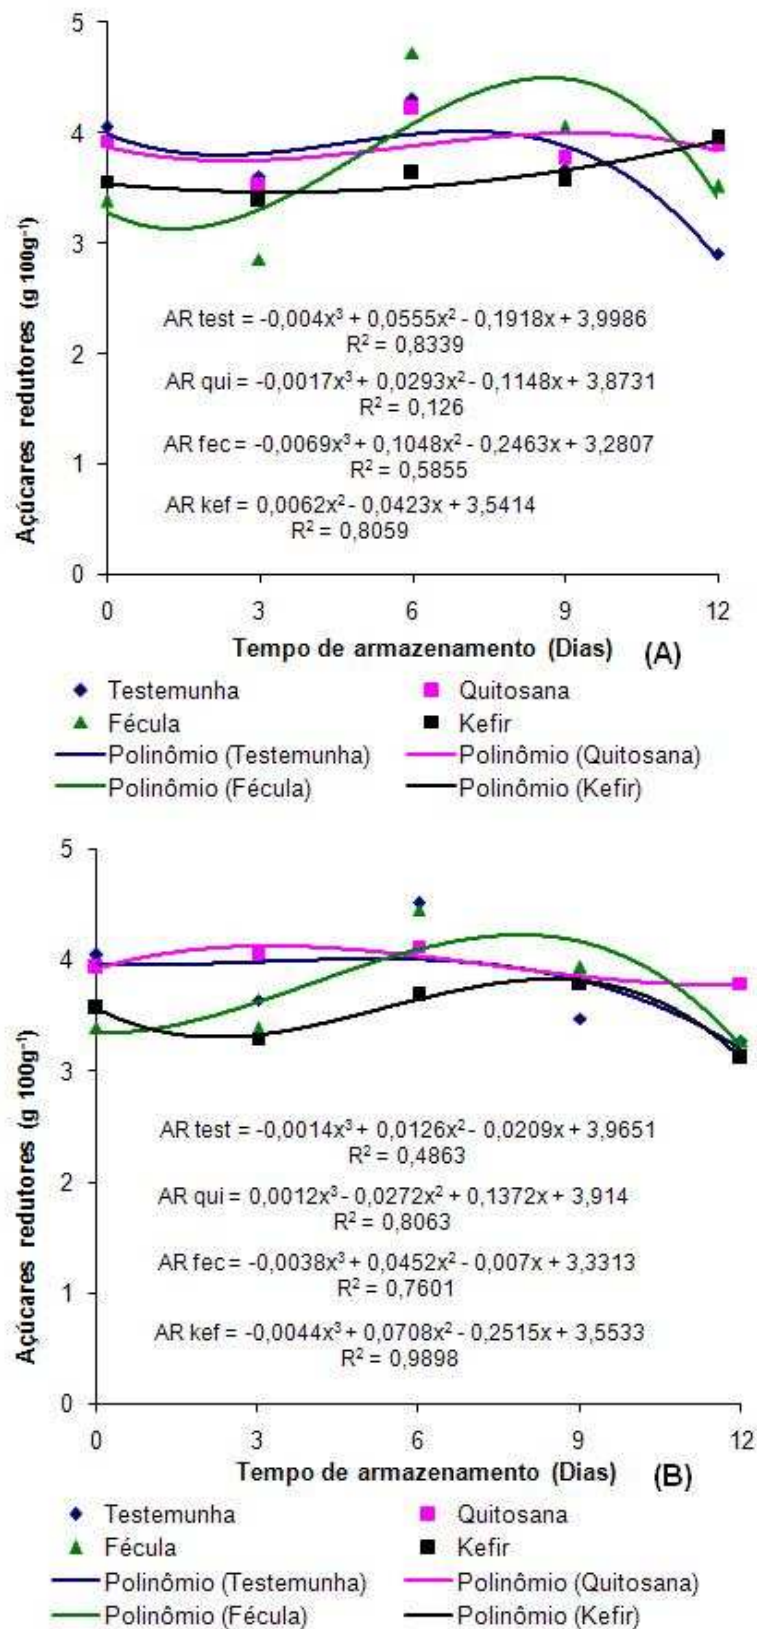 Açúcares redutores (g 100g⁻¹)
5
4
3
2
1
0
AR test = -0,004x³ + 0,0555x² - 0,1918x + 3,9986
R² = 0,8339
AR qui = -0,0017x³ + 0,0293x² - 0,1148x + 3,8731
R² = 0,126
AR fec = -0,0069x³ + 0,1048x² - 0,2463x + 3,2807
R² = 0,5855
AR kef = 0,0062x² - 0,0423x + 3,5414
R² = 0,8059
0 3 6 9 12
Tempo de armazenamento (Dias) (A)
Testemunha Quitosana
Fécula Kefir
Polinômio (Testemunha) Polinômio (Quitosana)
Polinômio (Fécula) Polinômio (Kefir)
Açúcares redutores (g 100g⁻¹)
5
4
3
2
1
0
AR test = -0,0014x³ + 0,0126x² - 0,0209x + 3,9651
R² = 0,4863
AR qui = 0,0012x³ - 0,0272x² + 0,1372x + 3,914
R² = 0,8063
AR fec = -0,0038x³ + 0,0452x² - 0,007x + 3,3313
R² = 0,7601
AR kef = -0,0044x³ + 0,0708x² - 0,2515x + 3,5533
R² = 0,9898
0 3 6 9 12
Tempo de armazenamento (Dias) (B)
Testemunha Quitosana
Fécula Kefir
Polinômio (Testemunha) Polinômio (Quitosana)
Polinômio (Fécula) Polinômio (Kefir)